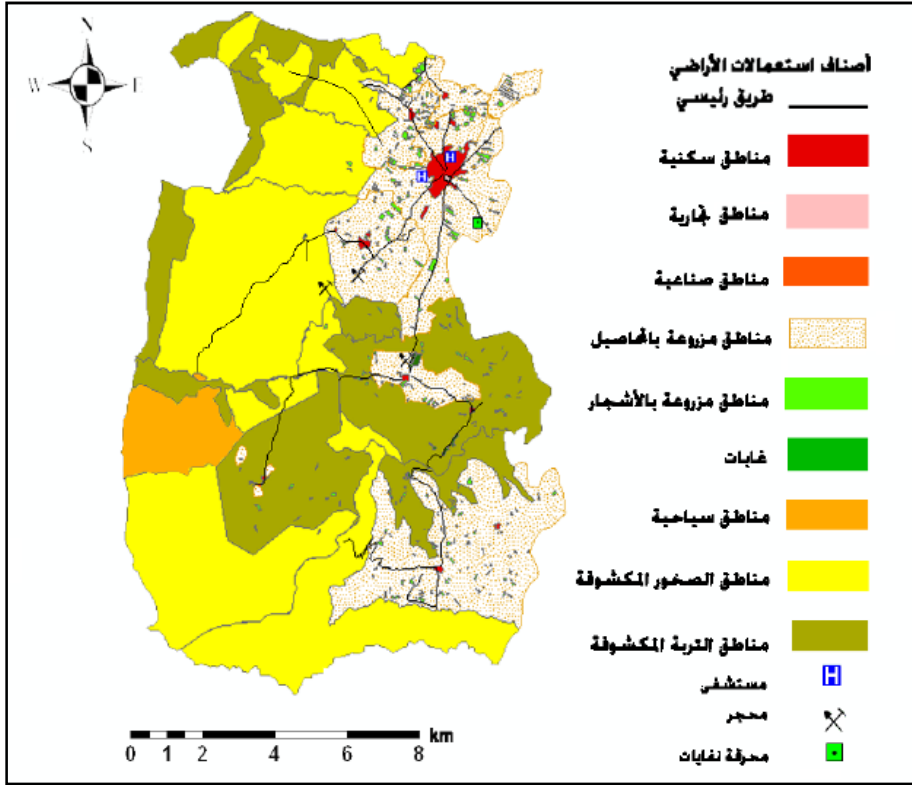 N
W E
S
أصناف استعمالات الأراضي
طريق رئيسي
مناطق سكنية
مناطق تجارية
مناطق صناعية
مناطق مزروعة بالمحاصيل
مناطق مزروعة بالأشجار
غابات
مناطق سياحية
مناطق الصخور المكشوفة
مناطق التربة المكشوفة
H مستشفى
محجر
محرقة نفايات
H
H
km
0 1 2 4 6 8